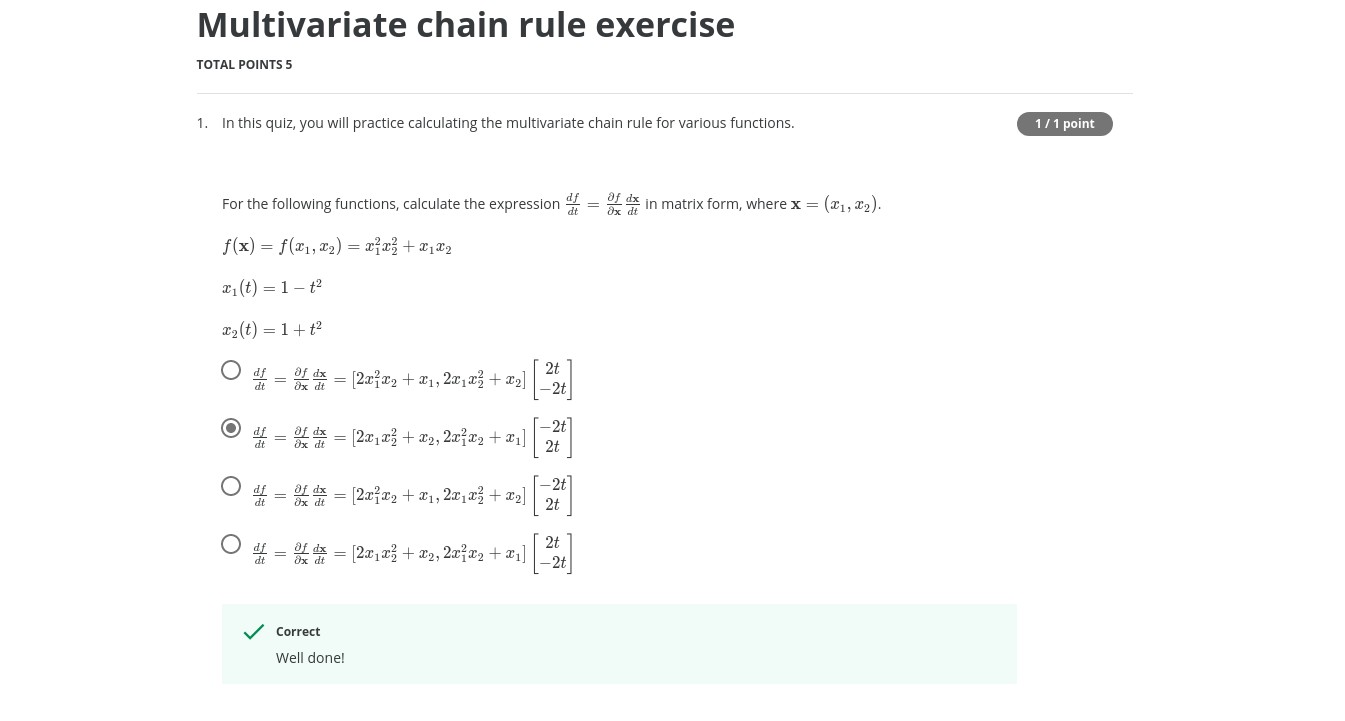 Multivariate chain rule exercise
TOTAL POINTS 5
1. In this quiz, you will practice calculating the multivariate chain rule for various functions.
1 / 1 point
For the following functions, calculate the expression $\frac{df}{dt} = \frac{\partial f}{\partial \mathbf{x}} \frac{d\mathbf{x}}{dt}$ in matrix form, where $\mathbf{x} = (x_1, x_2)$.
$f(\mathbf{x}) = f(x_1, x_2) = x_1^2 x_2^2 + x_1 x_2$
$x_1(t) = 1 - t^2$
$x_2(t) = 1 + t^2$
$\frac{df}{dt} = \frac{\partial f}{\partial \mathbf{x}} \frac{d\mathbf{x}}{dt} = [2x_1^2 x_2 + x_1, 2x_1 x_2^2 + x_2] \begin{bmatrix} 2t \\ -2t \end{bmatrix}$
$\frac{df}{dt} = \frac{\partial f}{\partial \mathbf{x}} \frac{d\mathbf{x}}{dt} = [2x_1 x_2^2 + x_2, 2x_1^2 x_2 + x_1] \begin{bmatrix} -2t \\ 2t \end{bmatrix}$
$\frac{df}{dt} = \frac{\partial f}{\partial \mathbf{x}} \frac{d\mathbf{x}}{dt} = [2x_1^2 x_2 + x_1, 2x_1 x_2^2 + x_2] \begin{bmatrix} -2t \\ 2t \end{bmatrix}$
$\frac{df}{dt} = \frac{\partial f}{\partial \mathbf{x}} \frac{d\mathbf{x}}{dt} = [2x_1 x_2^2 + x_2, 2x_1^2 x_2 + x_1] \begin{bmatrix} 2t \\ -2t \end{bmatrix}$
Correct
Well done!